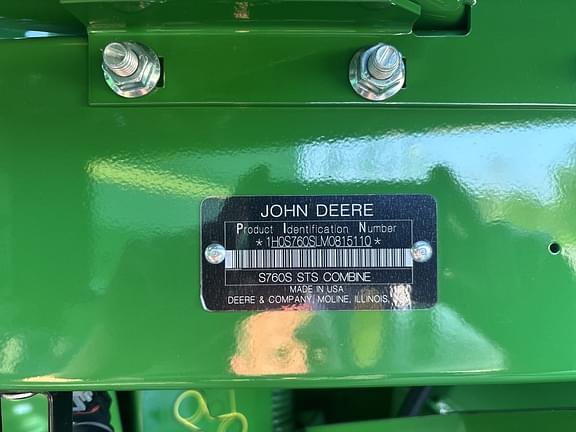 JOHN DEERE
Product Identification Number
*1H0S760SLM0815110*
S760S STS COMBINE
MADE IN USA
DEERE & COMPANY, MOLINE, ILLINOIS,